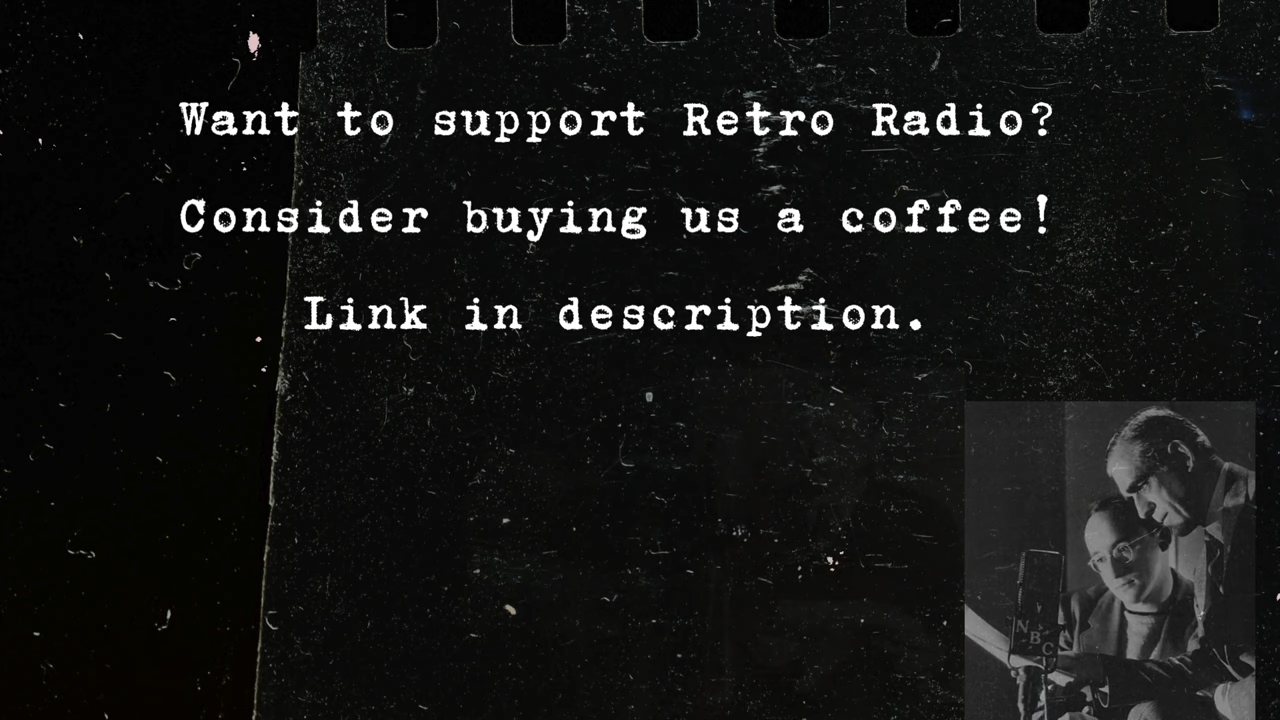 Want to support Retro Radio?
Consider buying us a coffee!
Link in description.
NBC